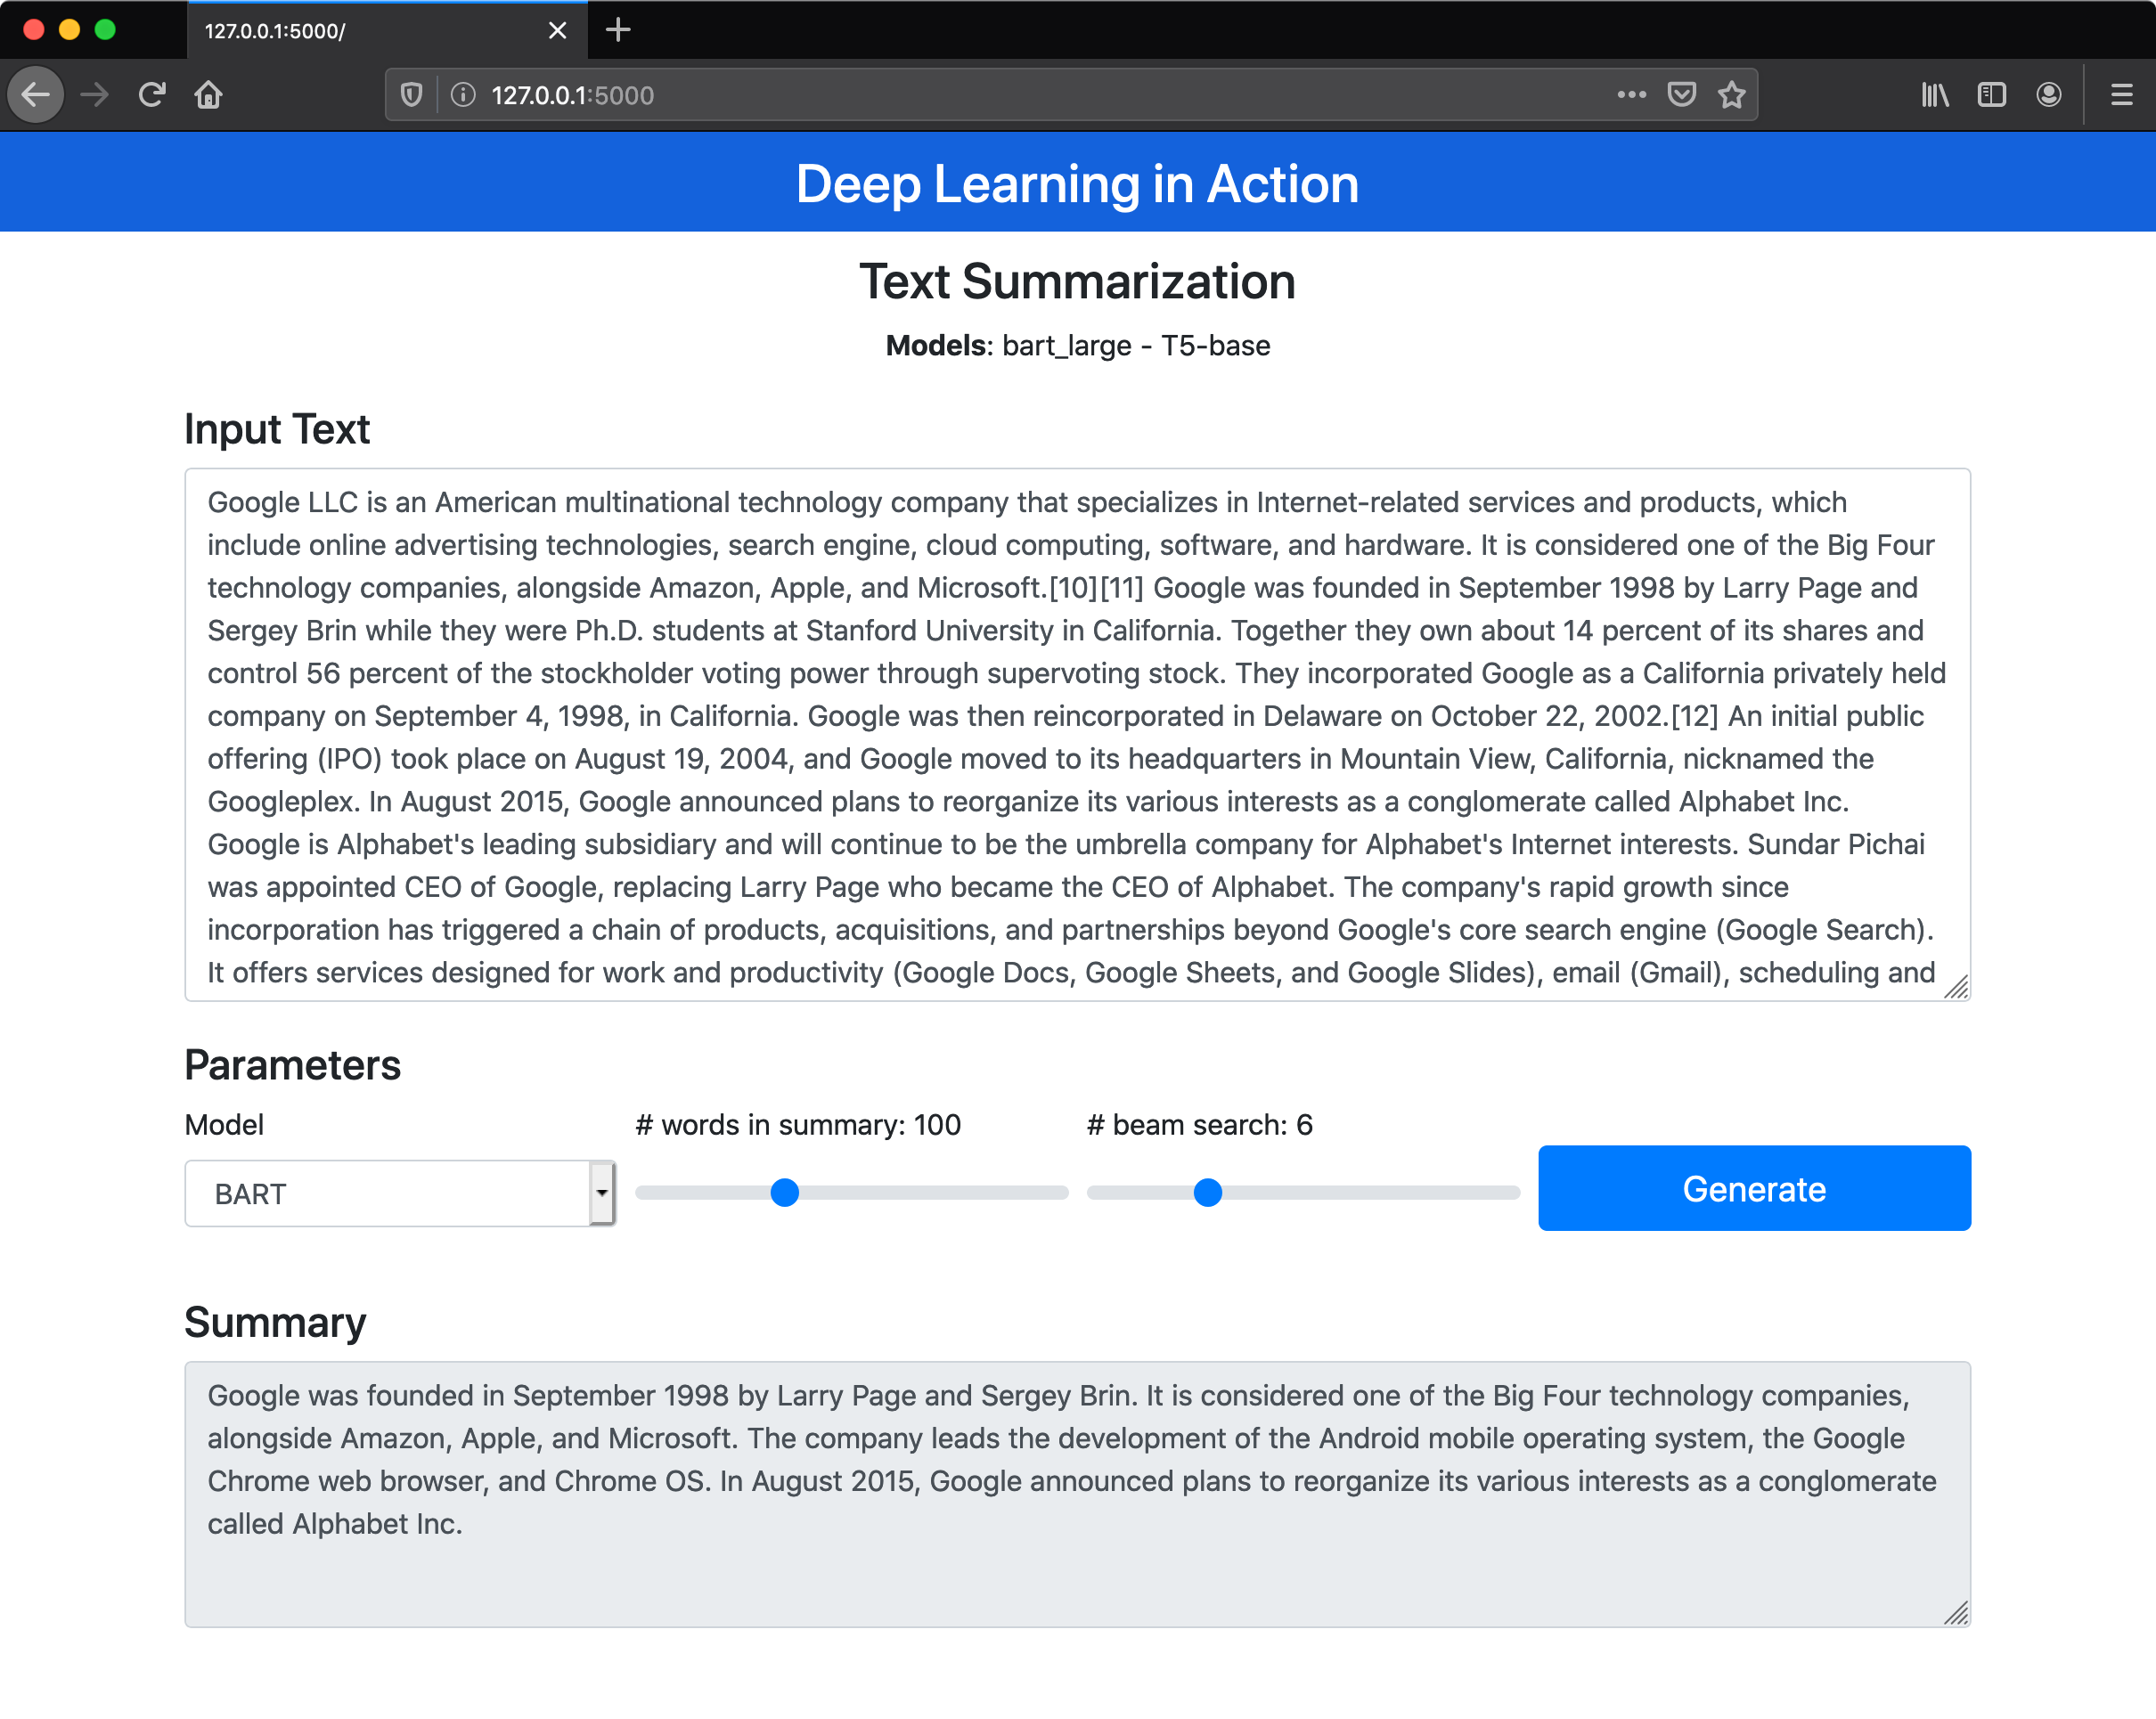 127.0.0.1:5000/
127.0.0.1:5000
Deep Learning in Action
Text Summarization
Models: bart_large - T5-base
Input Text
Google LLC is an American multinational technology company that specializes in Internet-related services and products, which
include online advertising technologies, search engine, cloud computing, software, and hardware. It is considered one of the Big Four
technology companies, alongside Amazon, Apple, and Microsoft.[10][11] Google was founded in September 1998 by Larry Page and
Sergey Brin while they were Ph.D. students at Stanford University in California. Together they own about 14 percent of its shares and
control 56 percent of the stockholder voting power through supervoting stock. They incorporated Google as a California privately held
company on September 4, 1998, in California. Google was then reincorporated in Delaware on October 22, 2002.[12] An initial public
offering (IPO) took place on August 19, 2004, and Google moved to its headquarters in Mountain View, California, nicknamed the
Googleplex. In August 2015, Google announced plans to reorganize its various interests as a conglomerate called Alphabet Inc.
Google is Alphabet's leading subsidiary and will continue to be the umbrella company for Alphabet's Internet interests. Sundar Pichai
was appointed CEO of Google, replacing Larry Page who became the CEO of Alphabet. The company's rapid growth since
incorporation has triggered a chain of products, acquisitions, and partnerships beyond Google's core search engine (Google Search).
It offers services designed for work and productivity (Google Docs, Google Sheets, and Google Slides), email (Gmail), scheduling and
Parameters
Model
# words in summary: 100
# beam search: 6
BART
Generate
Summary
Google was founded in September 1998 by Larry Page and Sergey Brin. It is considered one of the Big Four technology companies,
alongside Amazon, Apple, and Microsoft. The company leads the development of the Android mobile operating system, the Google
Chrome web browser, and Chrome OS. In August 2015, Google announced plans to reorganize its various interests as a conglomerate
called Alphabet Inc.